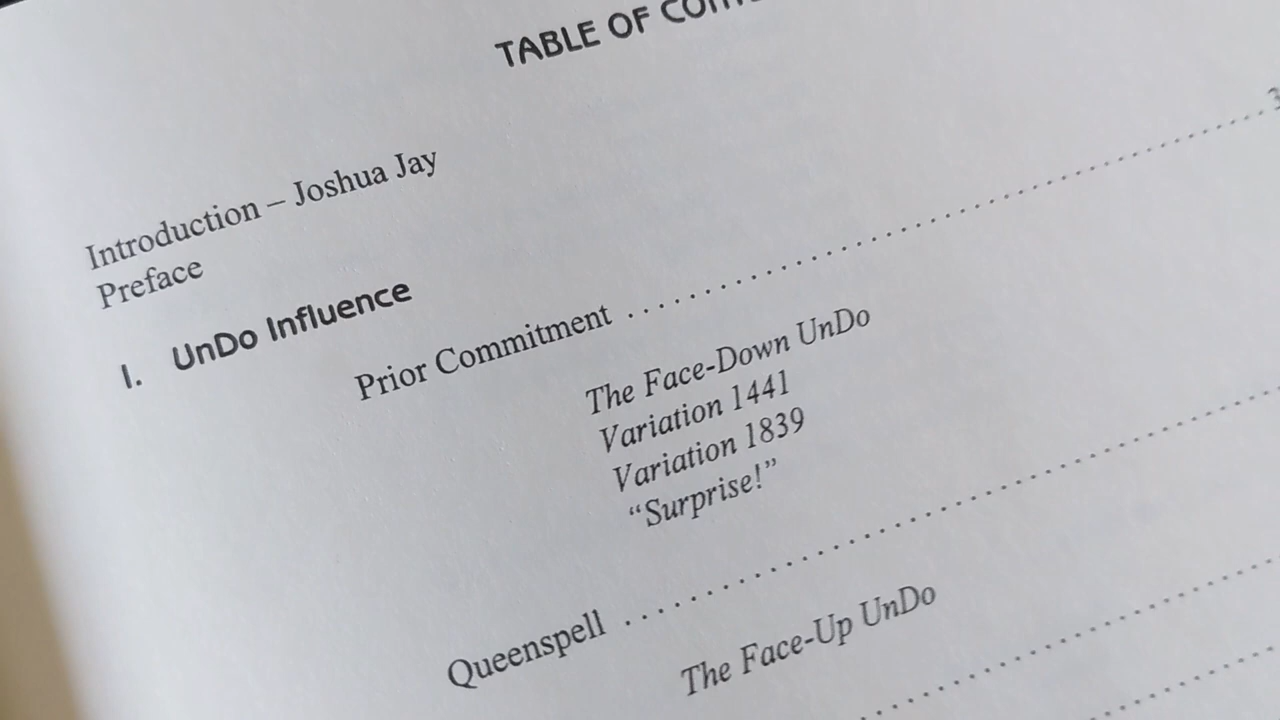 TABLE OF
Introduction – Joshua Jay
Preface
I. UnDo Influence
Prior Commitment ........................................ 3
The Face-Down UnDo
Variation 1441
Variation 1839
“Surprise!”
Queenspell ........................................
The Face-Up UnDo